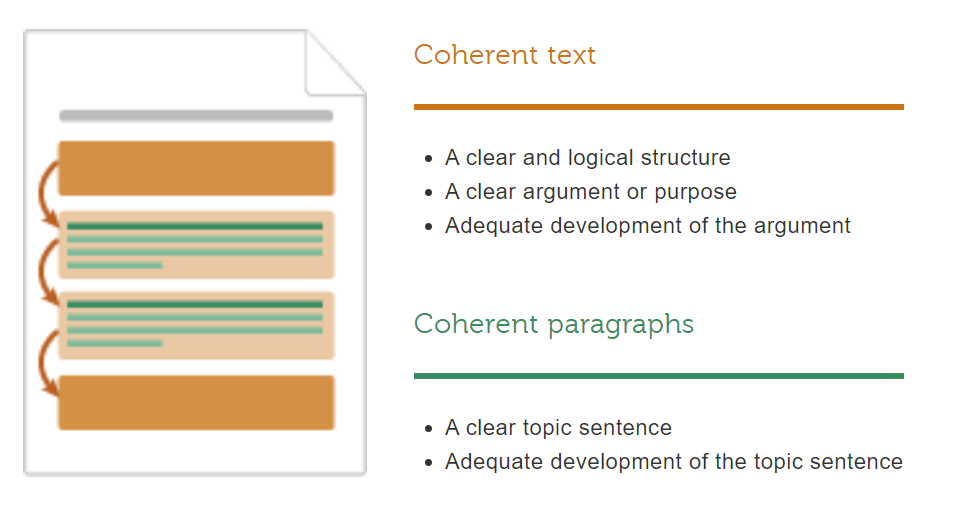 Coherent text
A clear and logical structure
A clear argument or purpose
Adequate development of the argument
Coherent paragraphs
A clear topic sentence
Adequate development of the topic sentence